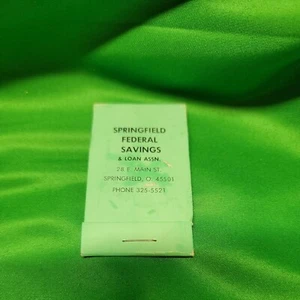 SPRINGFIELD
FEDERAL
SAVINGS
& LOAN ASSN.
28 E. MAIN ST.
SPRINGFIELD, O. 45501
PHONE 325-5521